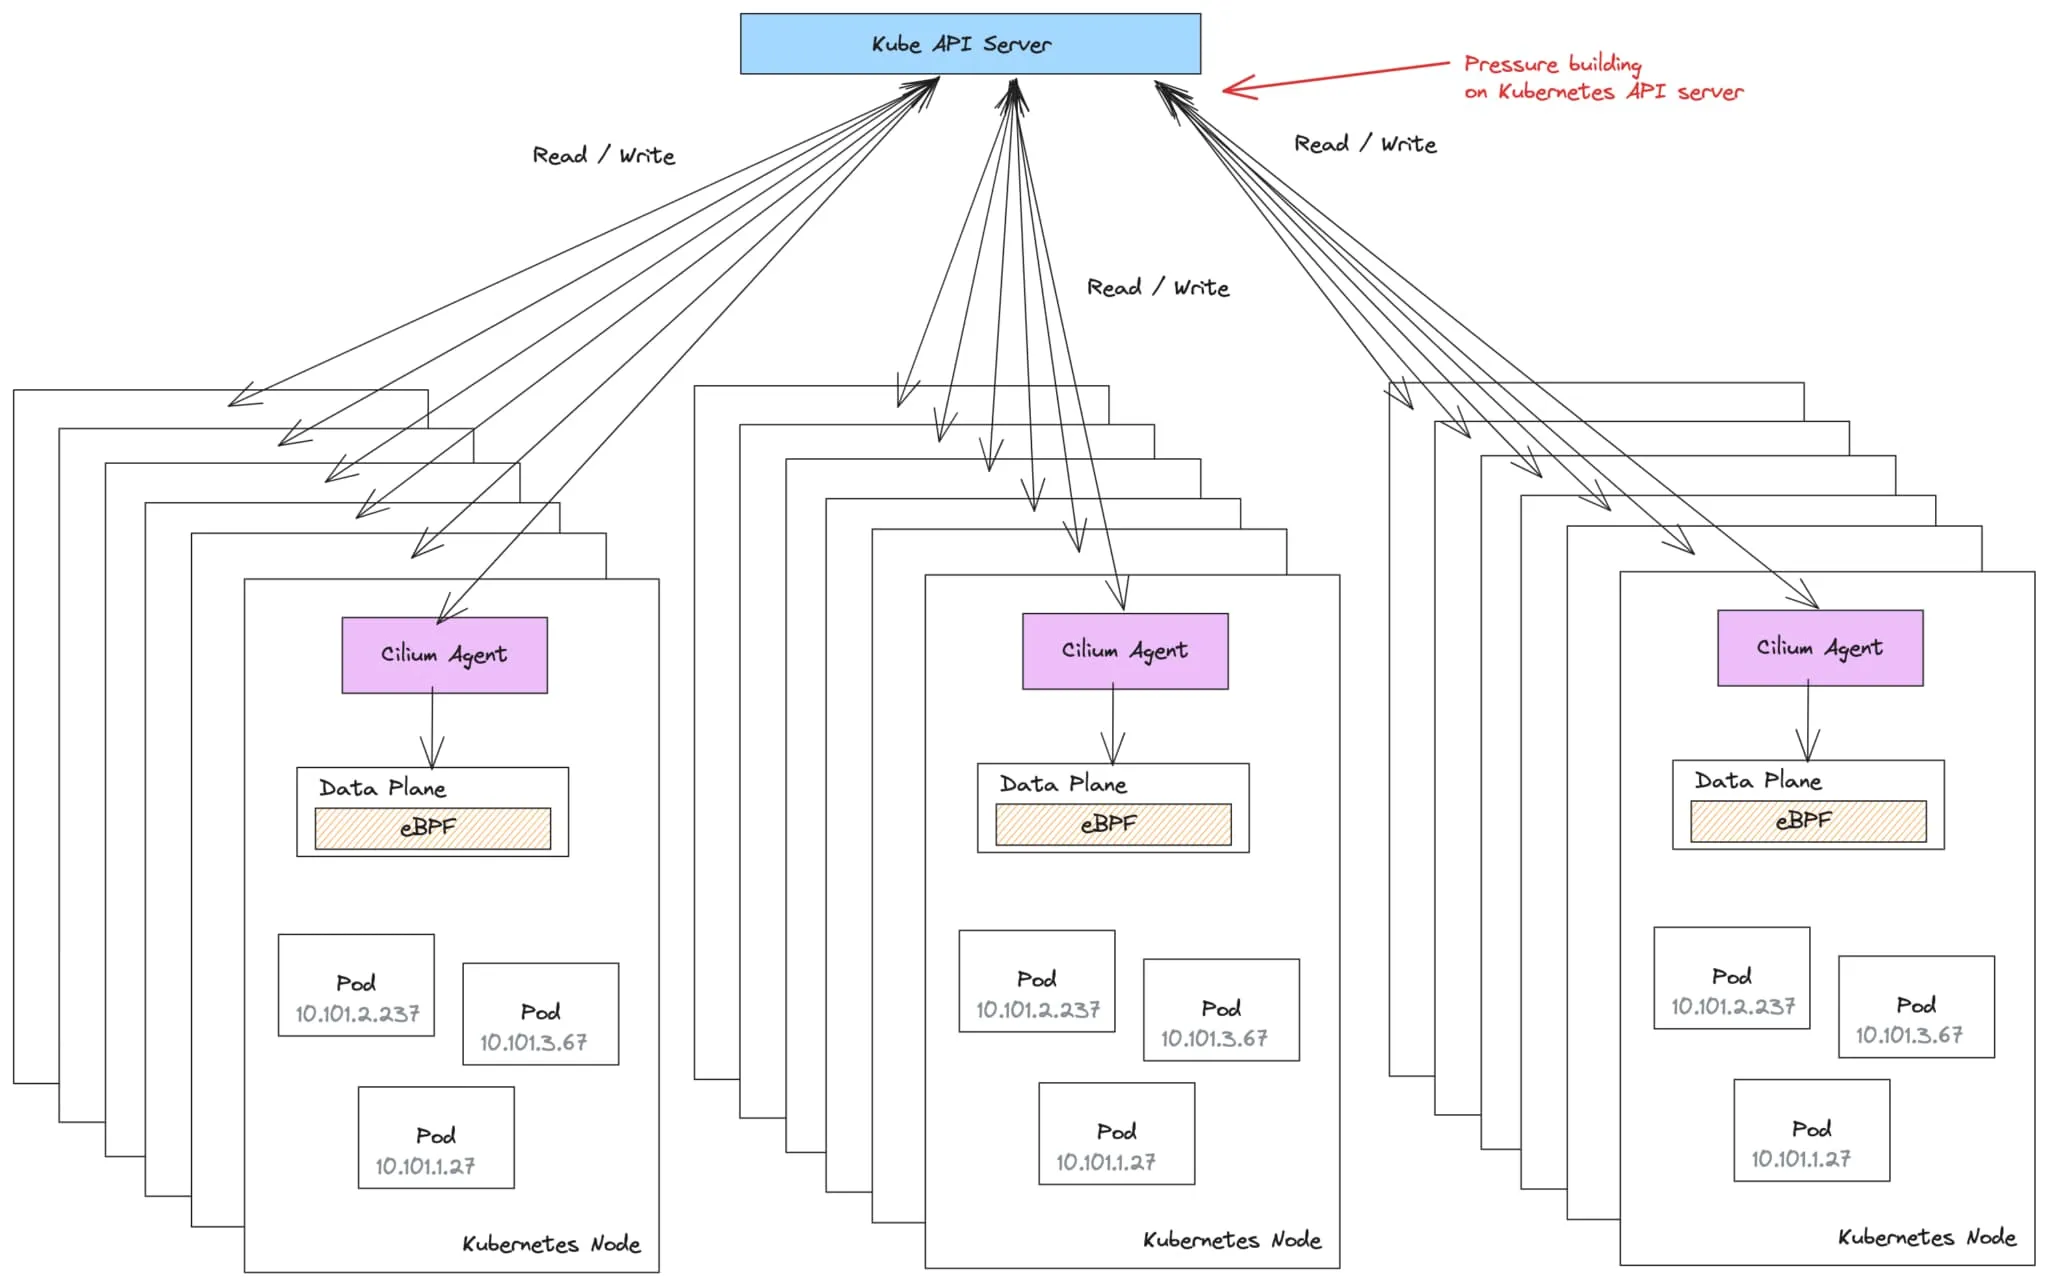 Kube API Server
Pressure building
on Kubernetes API server
Read / Write
Read / Write
Read / Write
Cilium Agent
Data Plane
eBPF
Pod
10.101.2.237
Pod
10.101.3.67
Pod
10.101.1.27
Kubernetes Node
Cilium Agent
Data Plane
eBPF
Pod
10.101.2.237
Pod
10.101.3.67
Pod
10.101.1.27
Kubernetes Node
Cilium Agent
Data Plane
eBPF
Pod
10.101.2.237
Pod
10.101.3.67
Pod
10.101.1.27
Kubernetes Node